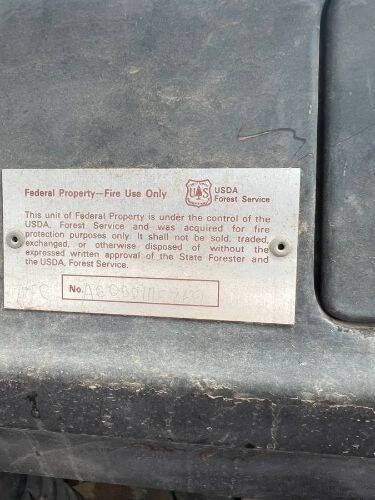 Federal Property—Fire Use Only
U S
USDA
Forest Service
This unit of Federal Property is under the control of the
USDA, Forest Service and was acquired for fire
protection purposes only. It shall not be sold, traded,
exchanged, or otherwise disposed of without the
expressed written approval of the State Forester and
the USDA, Forest Service.
No.